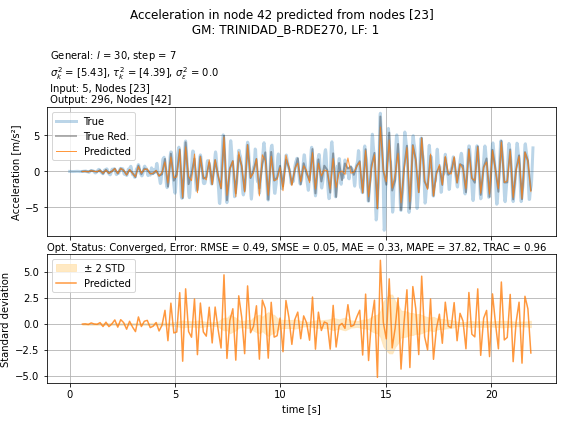 Acceleration in node 42 predicted from nodes [23]
GM: TRINIDAD_B-RDE270, LF: 1
General: l = 30, step = 7
σ²ₖ = [5.43], τ²ₖ = [4.39], σ²_ε = 0.0
Input: 5, Nodes [23]
Output: 296, Nodes [42]
True
True Red.
Predicted
Acceleration [m/s²]
5
0
−5
Opt. Status: Converged, Error: RMSE = 0.49, SMSE = 0.05, MAE = 0.33, MAPE = 37.82, TRAC = 0.96
± 2 STD
Predicted
Standard deviation
5.0
2.5
0.0
−2.5
−5.0
0 5 10 15 20
time [s]